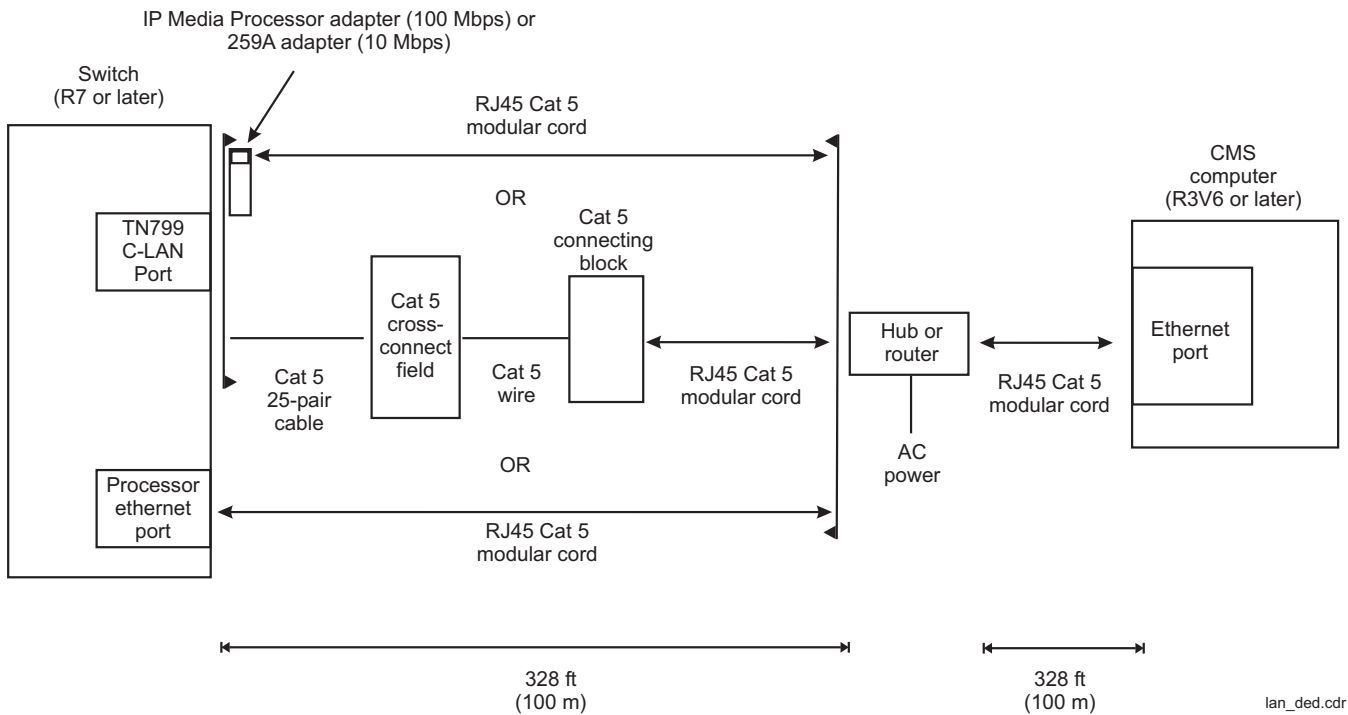 IP Media Processor adapter (100 Mbps) or
259A adapter (10 Mbps)
Switch
(R7 or later)
RJ45 Cat 5
modular cord
CMS
computer
(R3V6 or later)
OR
TN799
C-LAN
Port
Cat 5
connecting
block
Cat 5
cross-
connect
field
Hub or
router
Ethernet
port
Cat 5
25-pair
cable
Cat 5
wire
RJ45 Cat 5
modular cord
RJ45 Cat 5
modular cord
AC
power
OR
Processor
ethernet
port
RJ45 Cat 5
modular cord
328 ft
(100 m)
328 ft
(100 m)
lan_ded.cdr